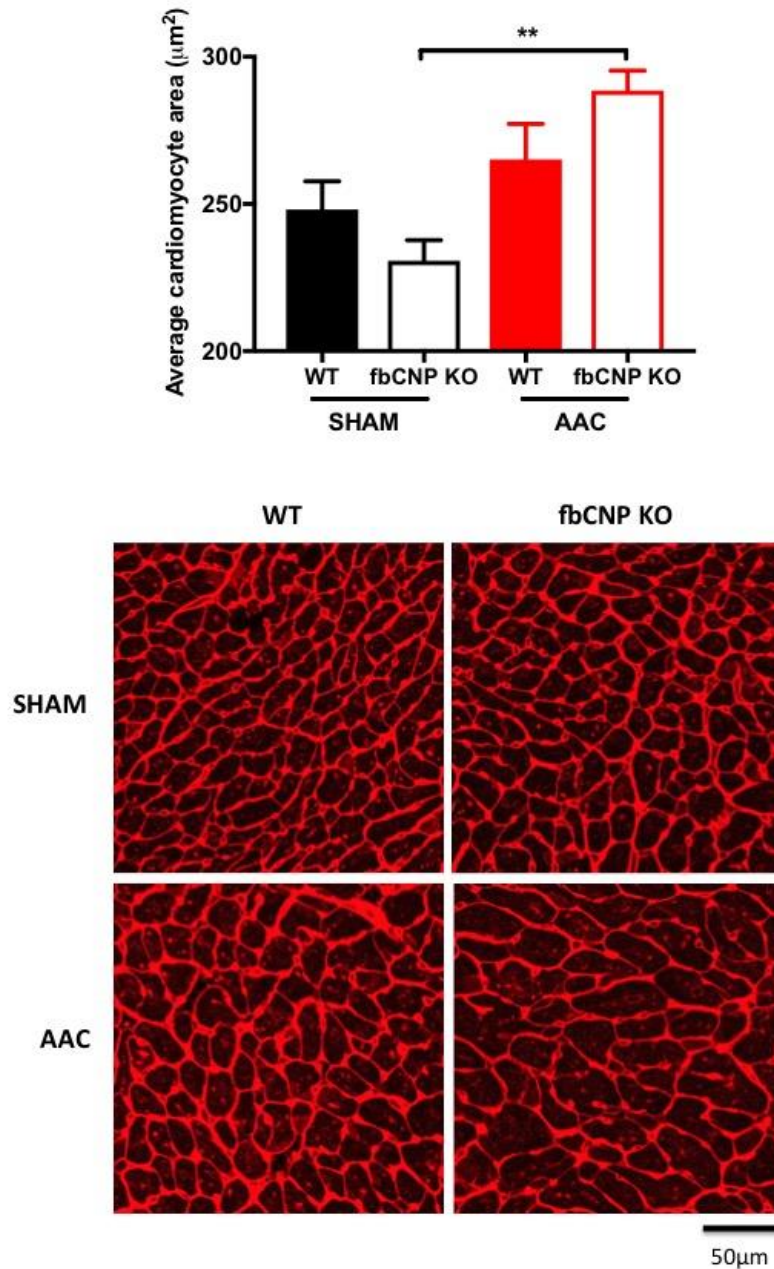 Average cardiomyocyte area (μm²)
300
250
200
**
WT fbCNP KO WT fbCNP KO
SHAM AAC
WT fbCNP KO
SHAM
AAC
50μm